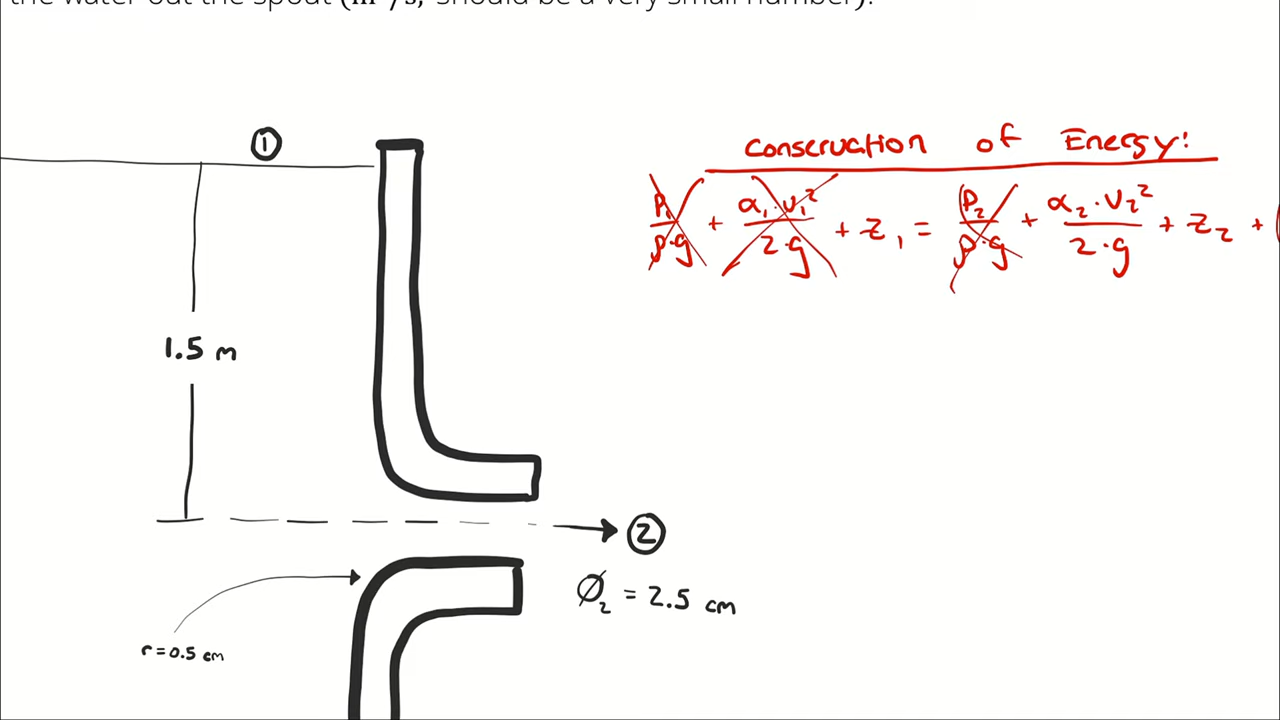 the water out the spout (m³/s, should be a very small number).
①
Conservation of Energy!
P₁/ρ·g + α₁·v₁²/2·g + z₁ = P₂/ρ·g + α₂·v₂²/2·g + z₂ + (
1.5 m
②
Ø₂ = 2.5 cm
r = 0.5 cm